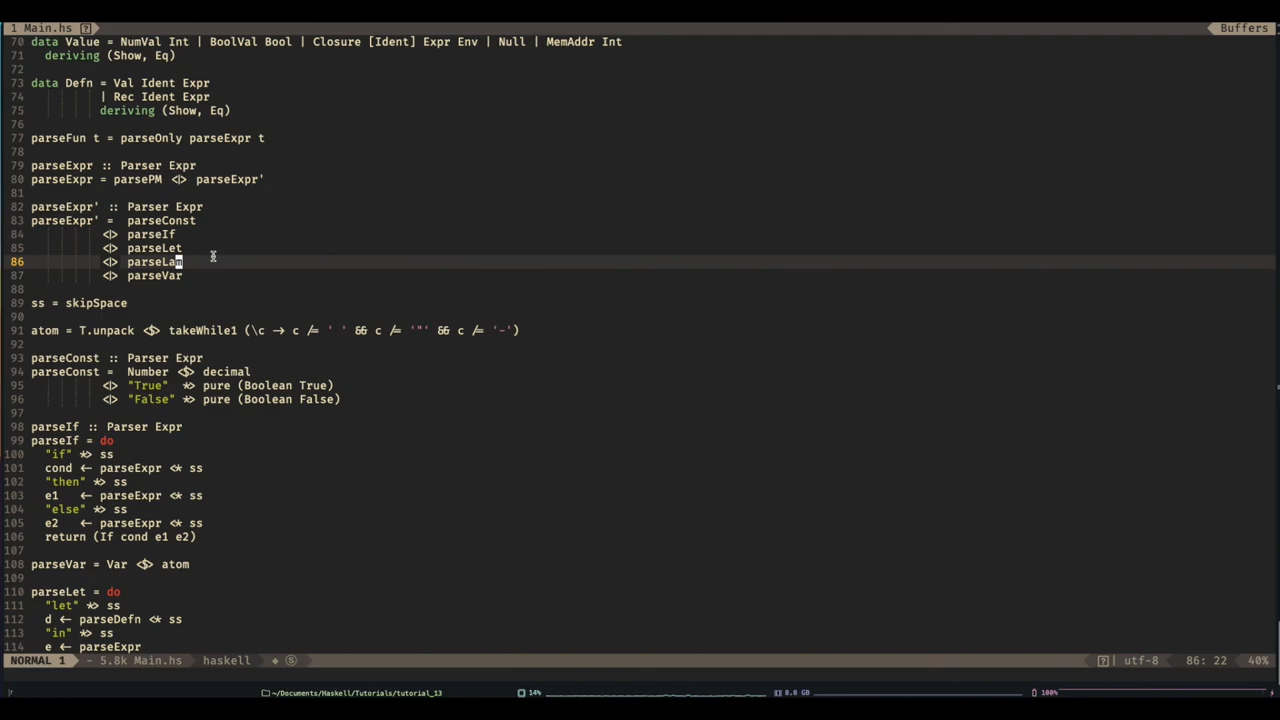 1 Main.hs [?] Buffers
70 data Value = NumVal Int | BoolVal Bool | Closure [Ident] Expr Env | Null | MemAddr Int
71   deriving (Show, Eq)
72
73 data Defn = Val Ident Expr
74           | Rec Ident Expr
75           deriving (Show, Eq)
76
77 parseFun t = parseOnly parseExpr t
78
79 parseExpr :: Parser Expr
80 parseExpr = parsePM <|> parseExpr'
81
82 parseExpr' :: Parser Expr
83 parseExpr' =  parseConst
84           <|> parseIf
85           <|> parseLet
86           <|> parseLam
87           <|> parseVar
88
89 ss = skipSpace
90
91 atom = T.unpack <$> takeWhile1 (\c -> c /= ' ' && c /= '"' && c /= '-')
92
93 parseConst :: Parser Expr
94 parseConst =  Number <$> decimal
95           <|> "True"  *> pure (Boolean True)
96           <|> "False" *> pure (Boolean False)
97
98 parseIf :: Parser Expr
99 parseIf = do
100   "if" *> ss
101   cond <- parseExpr <* ss
102   "then" *> ss
103   e1   <- parseExpr <* ss
104   "else" *> ss
105   e2   <- parseExpr <* ss
106   return (If cond e1 e2)
107
108 parseVar = Var <$> atom
109
110 parseLet = do
111   "let" *> ss
112   d <- parseDefn <* ss
113   "in" *> ss
114   e <- parseExpr
NORMAL 1 - 5.8k Main.hs haskell ◆ Ⓢ [?] utf-8 86: 22 40%
~/Documents/Haskell/Tutorials/tutorial_13 14% 8.8 GB 100%